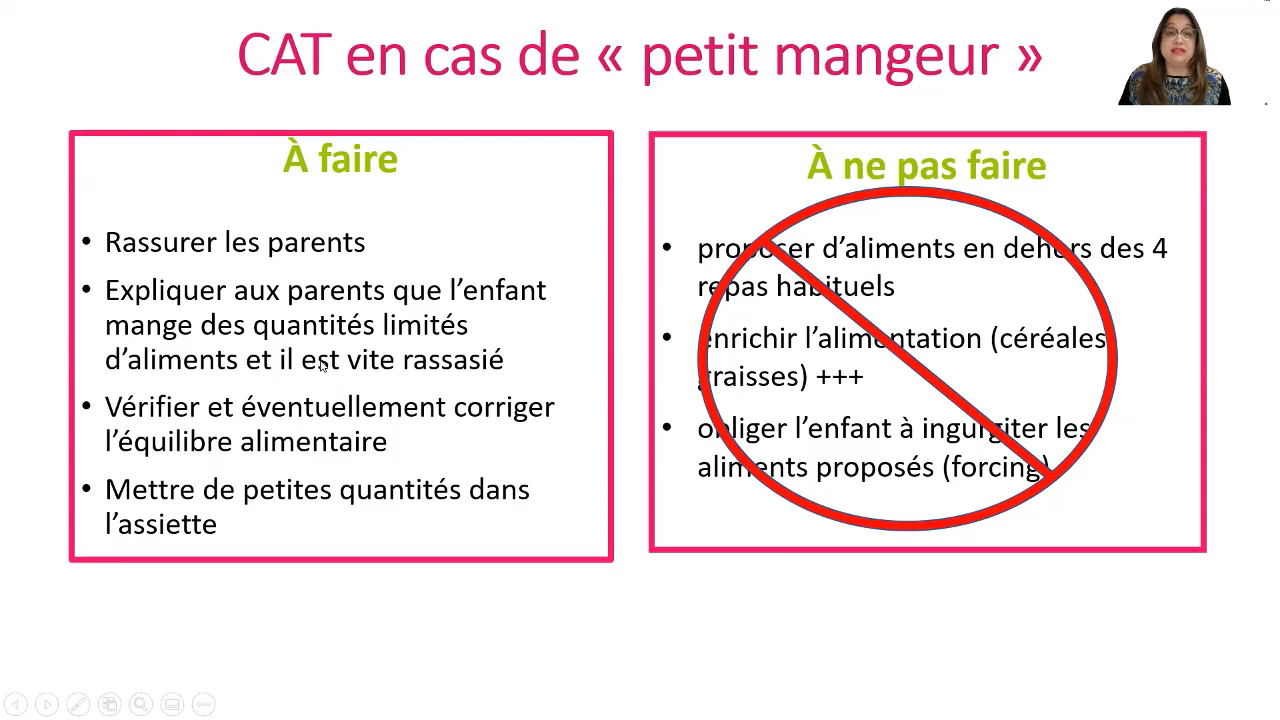 CAT en cas de « petit mangeur »
À faire
• Rassurer les parents
• Expliquer aux parents que l’enfant
mange des quantités limités
d’aliments et il est vite rassasié
• Vérifier et éventuellement corriger
l’équilibre alimentaire
• Mettre de petites quantités dans
l’assiette
À ne pas faire
• proposer d’aliments en dehors des 4
repas habituels
• enrichir l’alimentation (céréales
graisses) +++
• obliger l’enfant à ingurgiter les
aliments proposés (forcing)